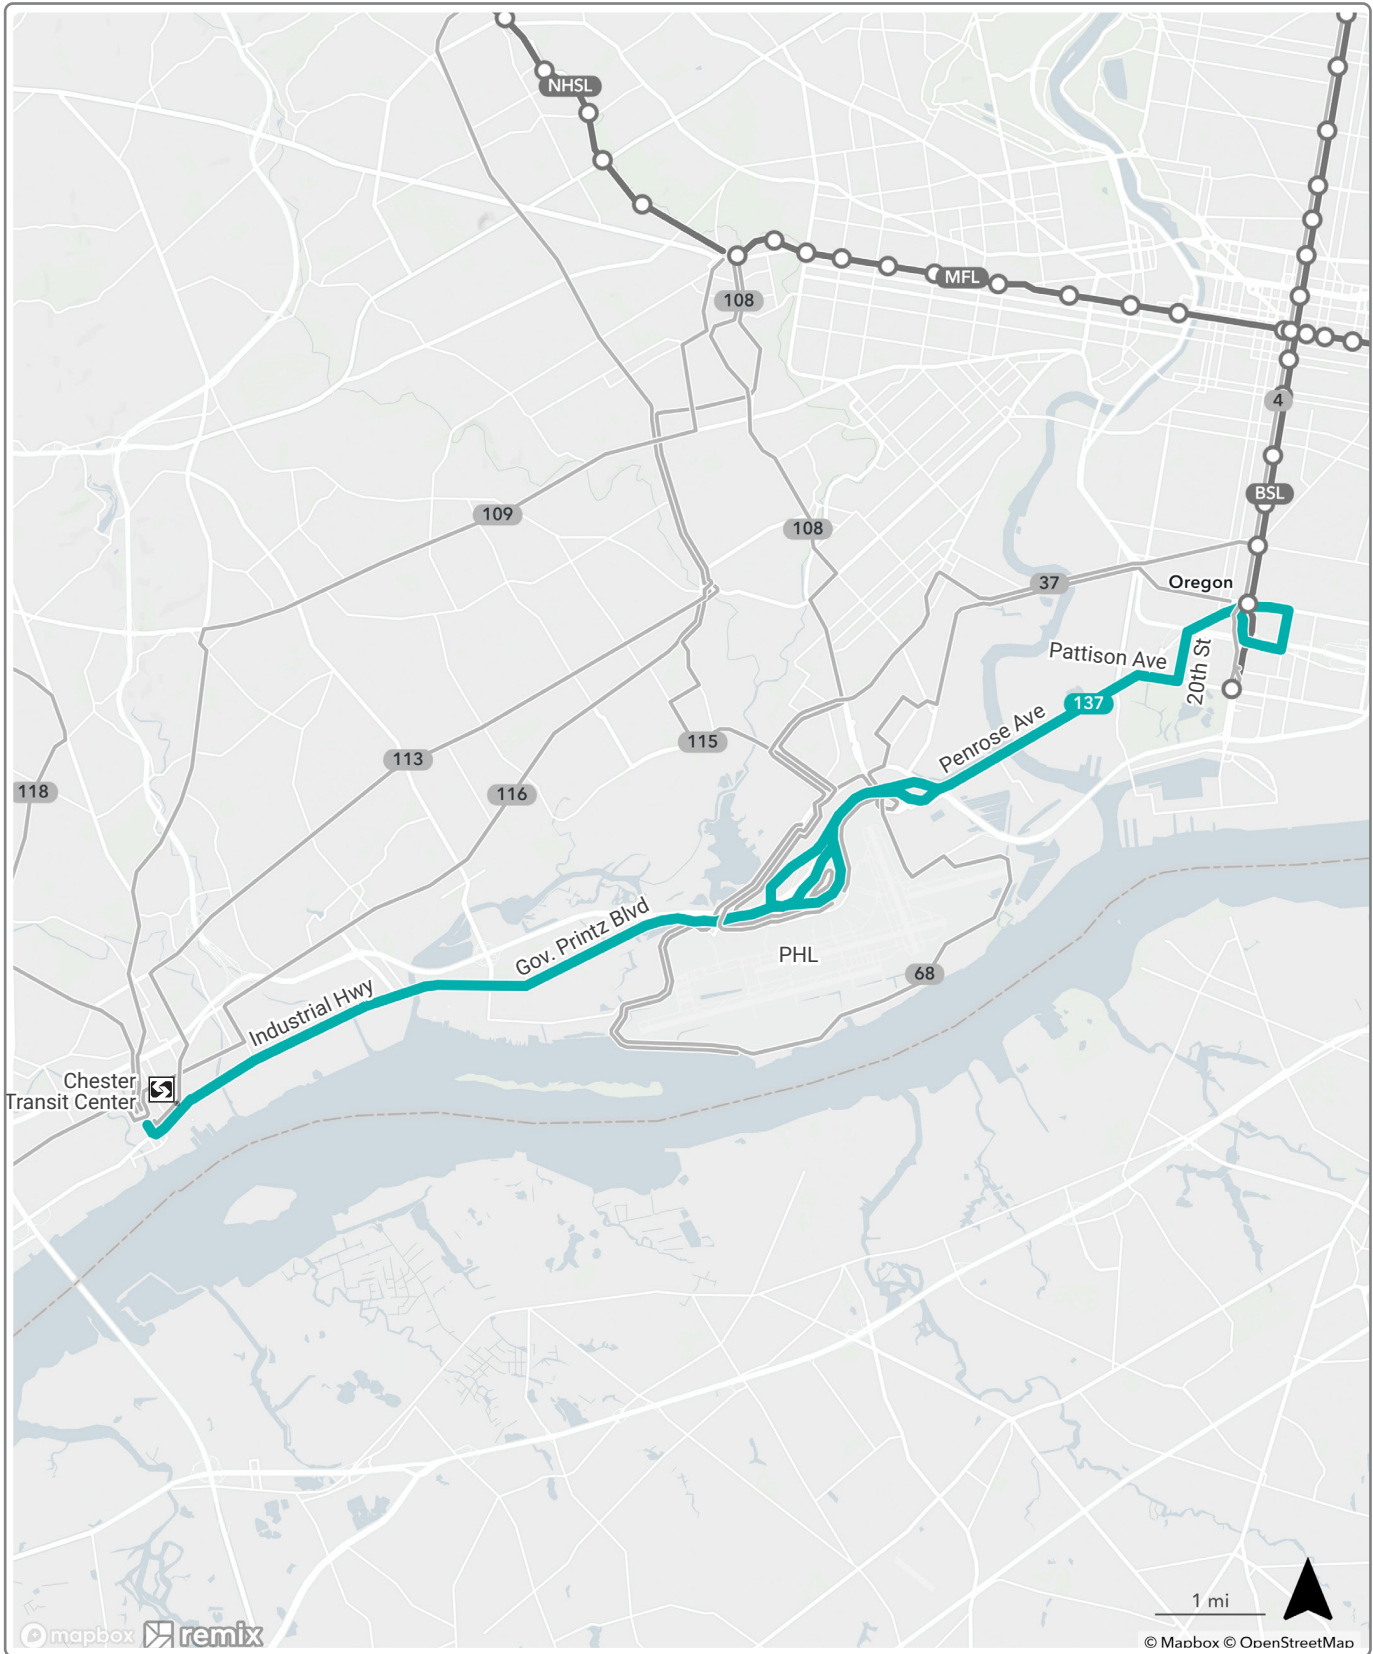 NHSL
MFL
108
4
BSL
109
108
37
Oregon
Pattison Ave
20th St
137
Penrose Ave
115
113
116
118
Gov. Printz Blvd
PHL
68
Industrial Hwy
Chester
Transit Center
1 mi
mapbox remix
© Mapbox © OpenStreetMap